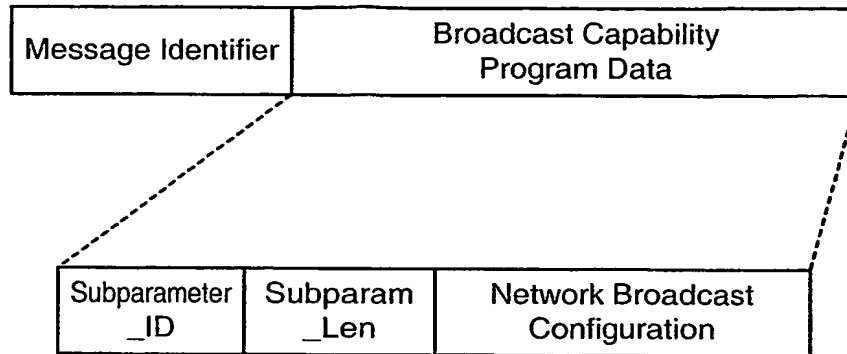 Message Identifier
Broadcast Capability
Program Data
Subparameter
_ID
Subparam
_Len
Network Broadcast
Configuration